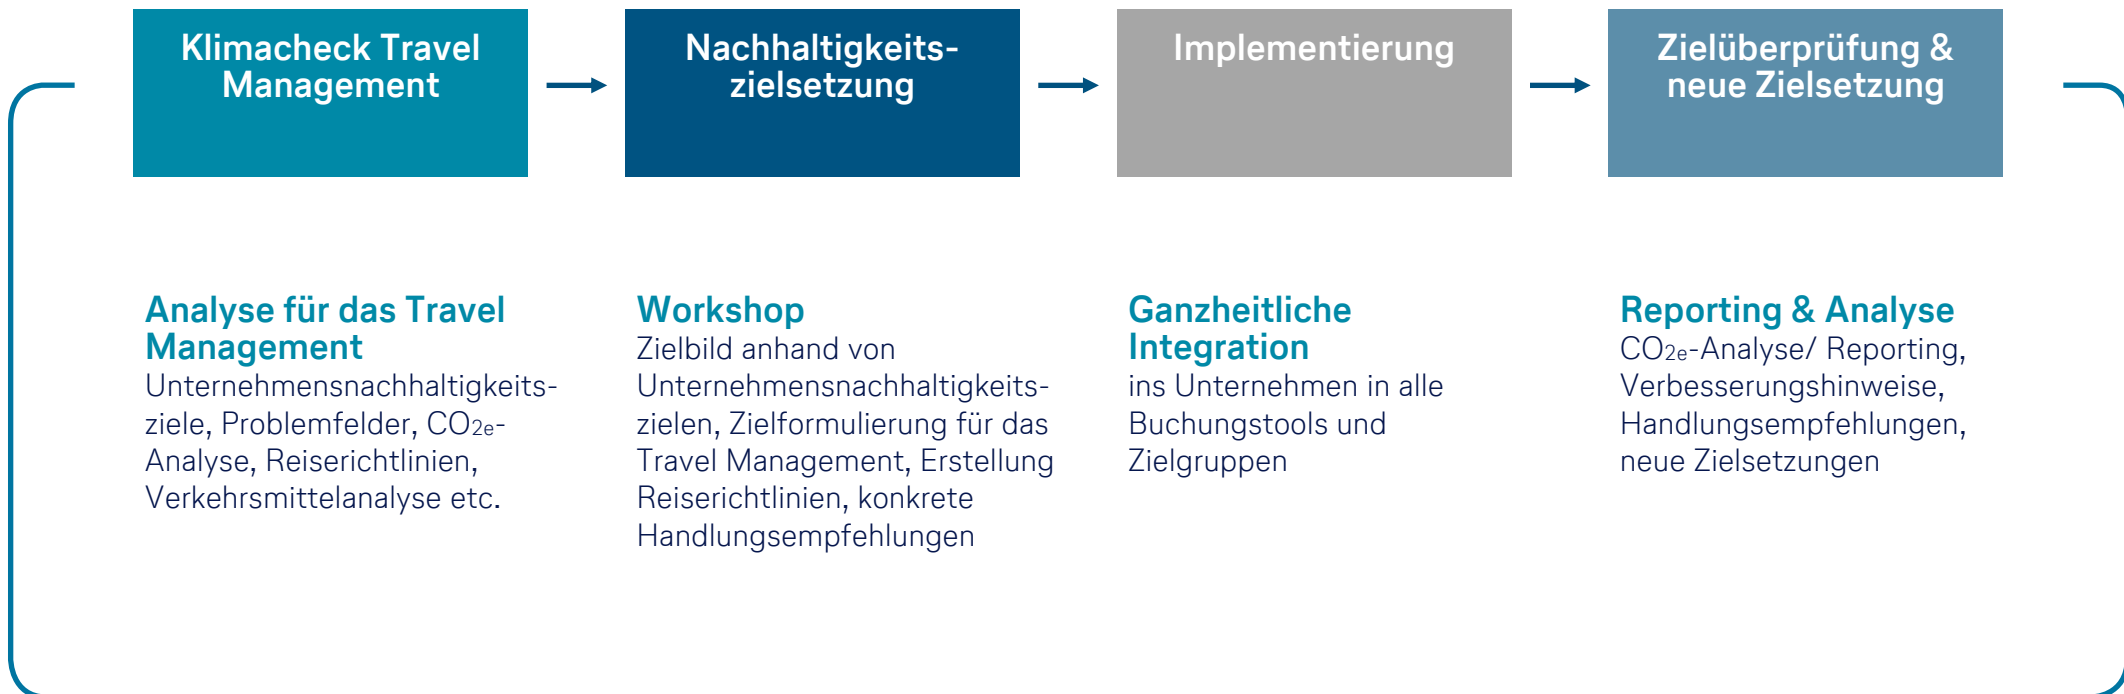 Klimacheck Travel
Management
Nachhaltigkeits-
zielsetzung
Implementierung
Zielüberprüfung &
neue Zielsetzung
Analyse für das Travel
Management
Unternehmensnachhaltigkeits-
ziele, Problemfelder, CO2e-
Analyse, Reiserichtlinien,
Verkehrsmittelanalyse etc.
Workshop
Zielbild anhand von
Unternehmensnachhaltigkeits-
zielen, Zielformulierung für das
Travel Management, Erstellung
Reiserichtlinien, konkrete
Handlungsempfehlungen
Ganzheitliche
Integration
ins Unternehmen in alle
Buchungstools und
Zielgruppen
Reporting & Analyse
CO2e-Analyse/ Reporting,
Verbesserungshinweise,
Handlungsempfehlungen,
neue Zielsetzungen